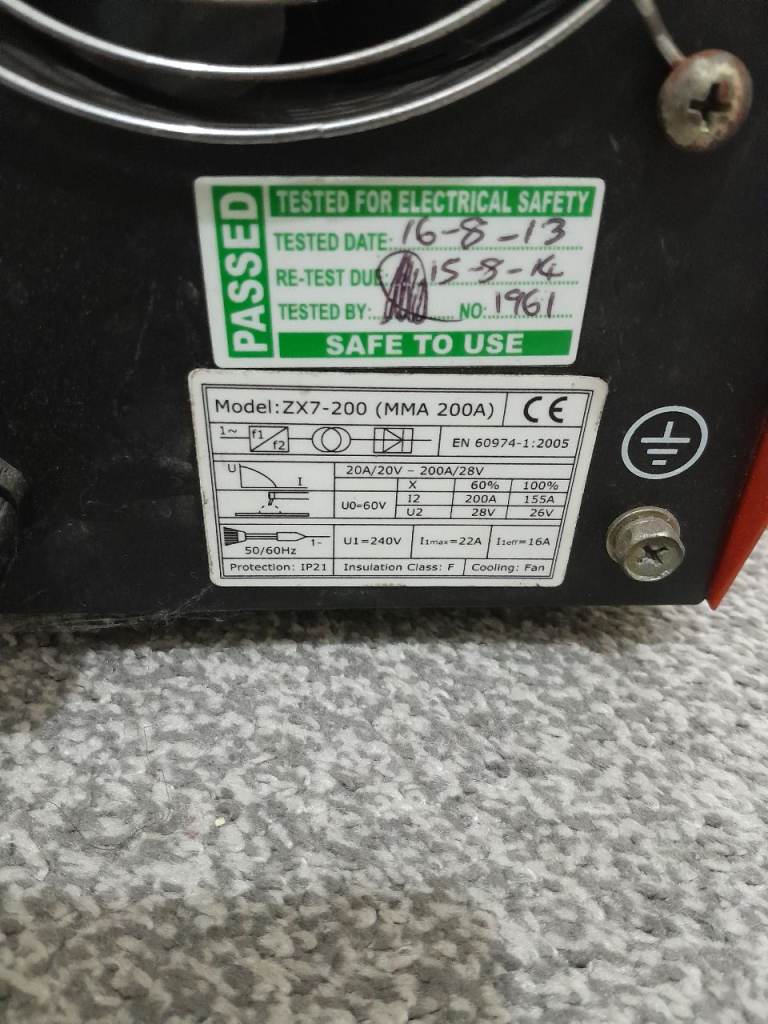 PASSED
TESTED FOR ELECTRICAL SAFETY
TESTED DATE: 16-8-13
RE-TEST DUE: 15-8-14
TESTED BY: NO: 1961
SAFE TO USE
Model:ZX7-200 (MMA 200A) CE
1~ f1 f2 EN 60974-1:2005
U I 20A/20V - 200A/28V
X 60% 100%
U0=60V I2 200A 155A
U2 28V 26V
1~ 50/60Hz U1=240V I1max=22A I1eff=16A
Protection: IP21 Insulation Class: F Cooling: Fan